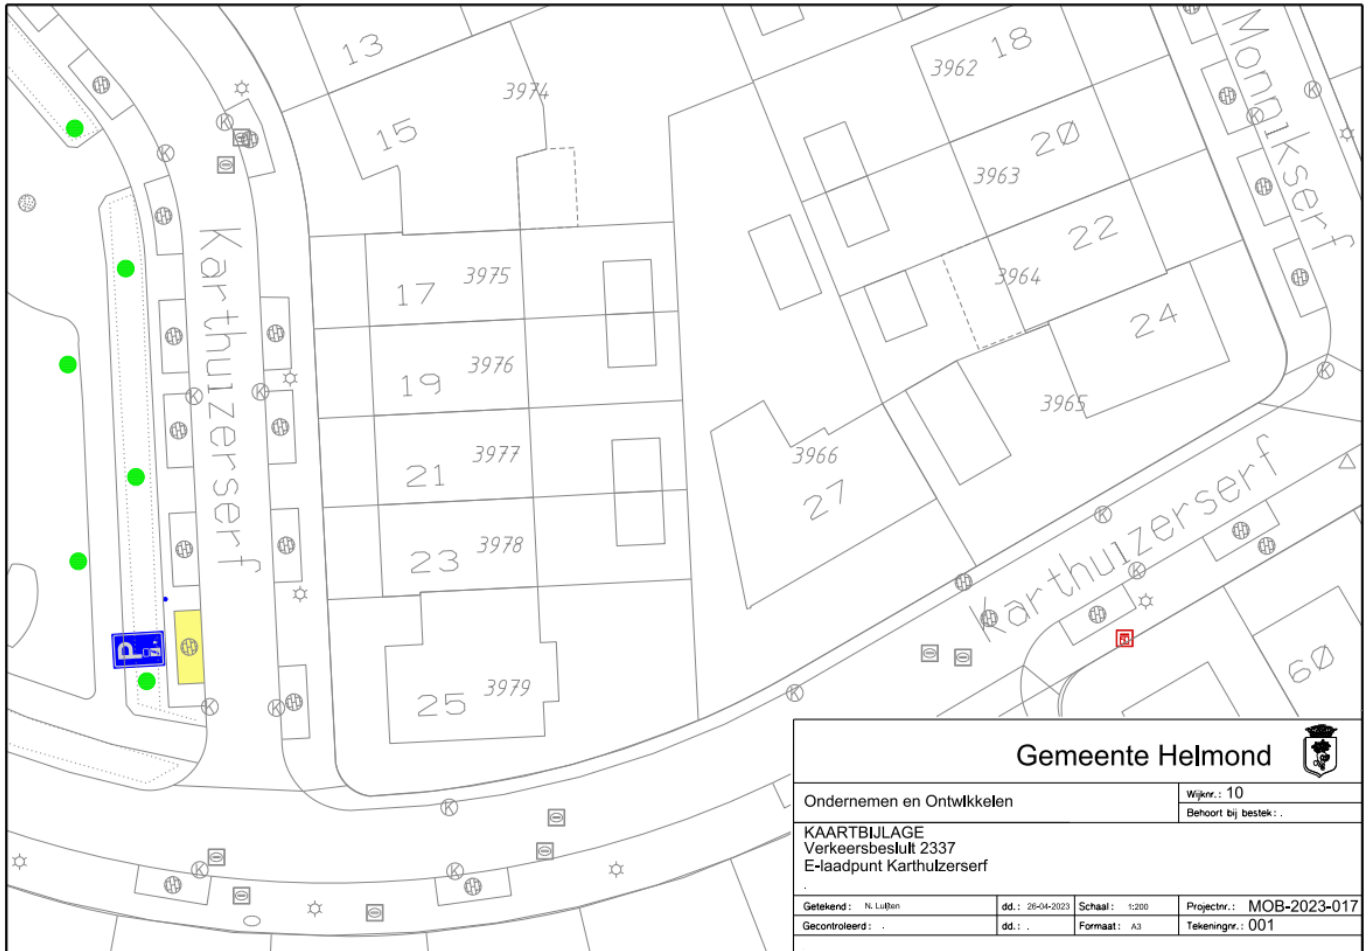 13
3974
15
3962
18
20
3963
Monnikserf
22
3964
24
3965
Karthuizerserf
17
3975
19
3976
21
3977
23
3978
25
3979
3966
27
Karthuizerserf
60
P
Gemeente Helmond
Ondernemen en Ontwikkelen
Wijknr.: 10
Behoort bij bestek: .
KAARTBIJLAGE
Verkeersbesluit 2337
E-laadpunt Karthuizerserf
.
Getekend: N. Luijten dd.: 26-04-2023 Schaal: 1:200 Projectnr.: MOB-2023-017
Gecontroleerd: . dd.: . Formaat: A3 Tekeningnr.: 001